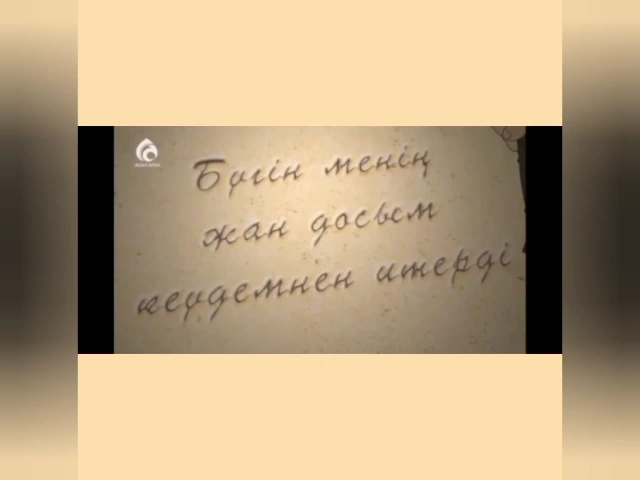 Бүгін менің
жан досым
кеудемнен итерді